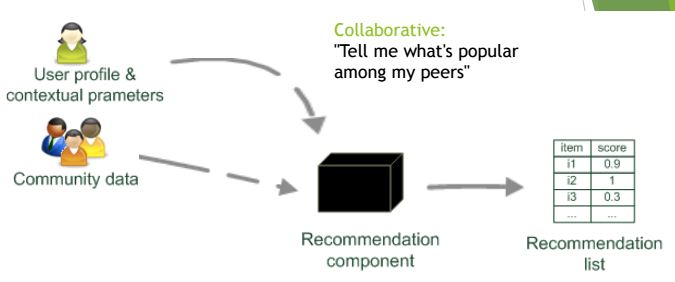 Collaborative:
"Tell me what's popular
among my peers"
User profile &
contextual prameters
Community data
Recommendation
component
item score
i1 0.9
i2 1
i3 0.3
... ...
Recommendation
list